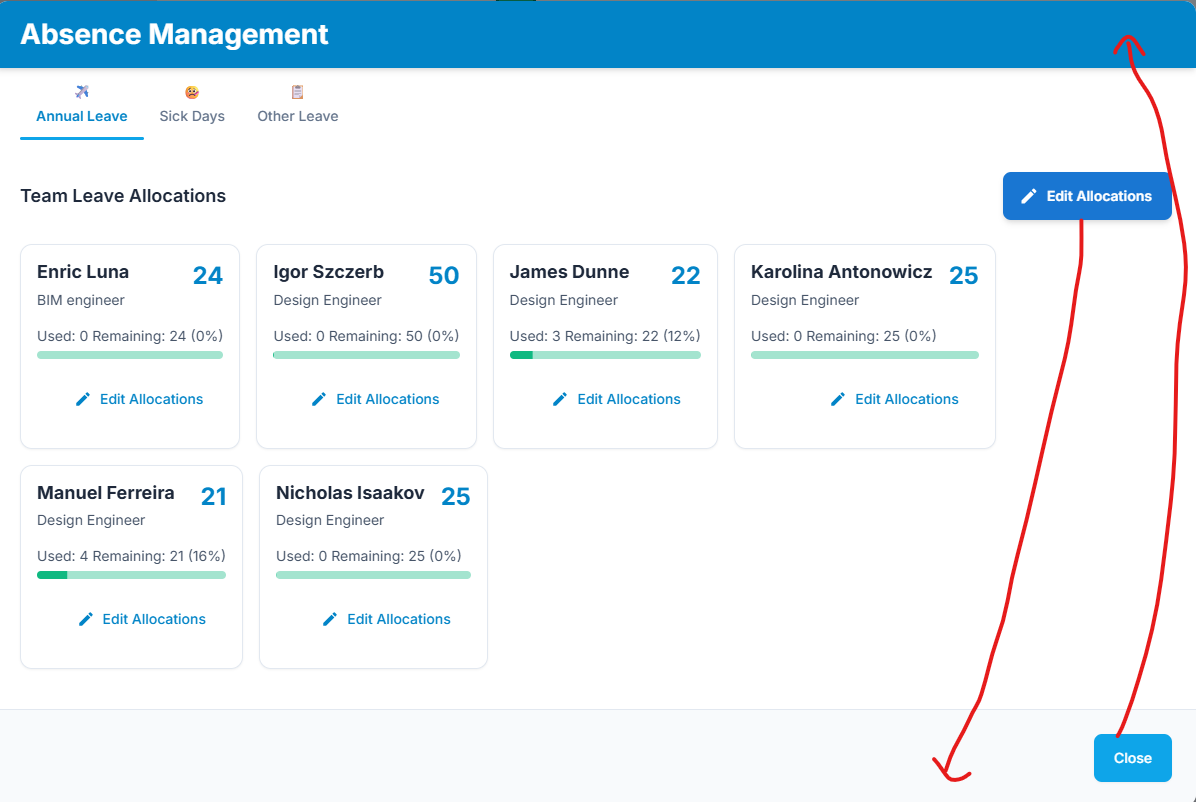 Absence Management
Annual Leave
Sick Days
Other Leave
Team Leave Allocations
Edit Allocations
Enric Luna 24
BIM engineer
Used: 0 Remaining: 24 (0%)
Edit Allocations
Igor Szczerb 50
Design Engineer
Used: 0 Remaining: 50 (0%)
Edit Allocations
James Dunne 22
Design Engineer
Used: 3 Remaining: 22 (12%)
Edit Allocations
Karolina Antonowicz 25
Design Engineer
Used: 0 Remaining: 25 (0%)
Edit Allocations
Manuel Ferreira 21
Design Engineer
Used: 4 Remaining: 21 (16%)
Edit Allocations
Nicholas Isaakov 25
Design Engineer
Used: 0 Remaining: 25 (0%)
Edit Allocations
Close